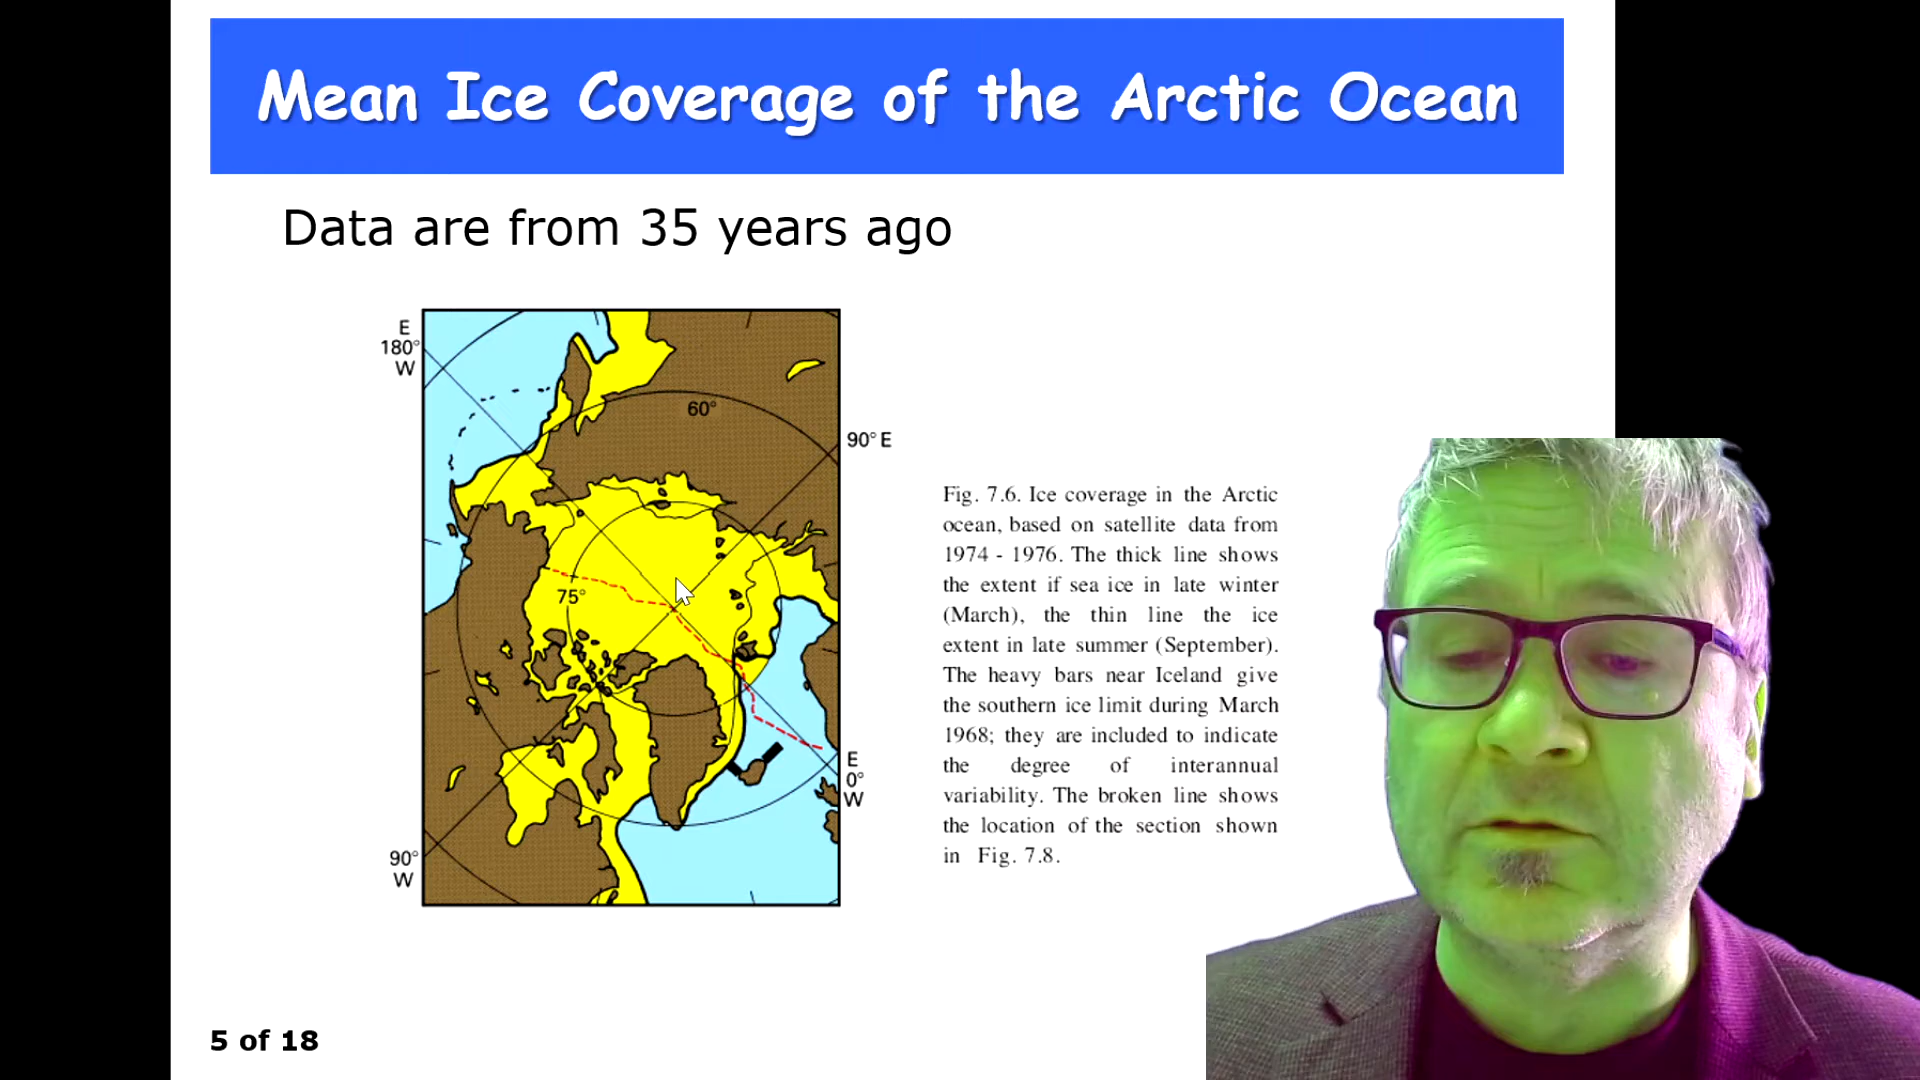 Mean Ice Coverage of the Arctic Ocean
Data are from 35 years ago
E
180°
W
60°
90° E
75°
E
0°
W
90°
W
Fig. 7.6. Ice coverage in the Arctic
ocean, based on satellite data from
1974 - 1976. The thick line shows
the extent if sea ice in late winter
(March), the thin line the ice
extent in late summer (September).
The heavy bars near Iceland give
the southern ice limit during March
1968; they are included to indicate
the degree of interannual
variability. The broken line shows
the location of the section shown
in Fig. 7.8.
5 of 18